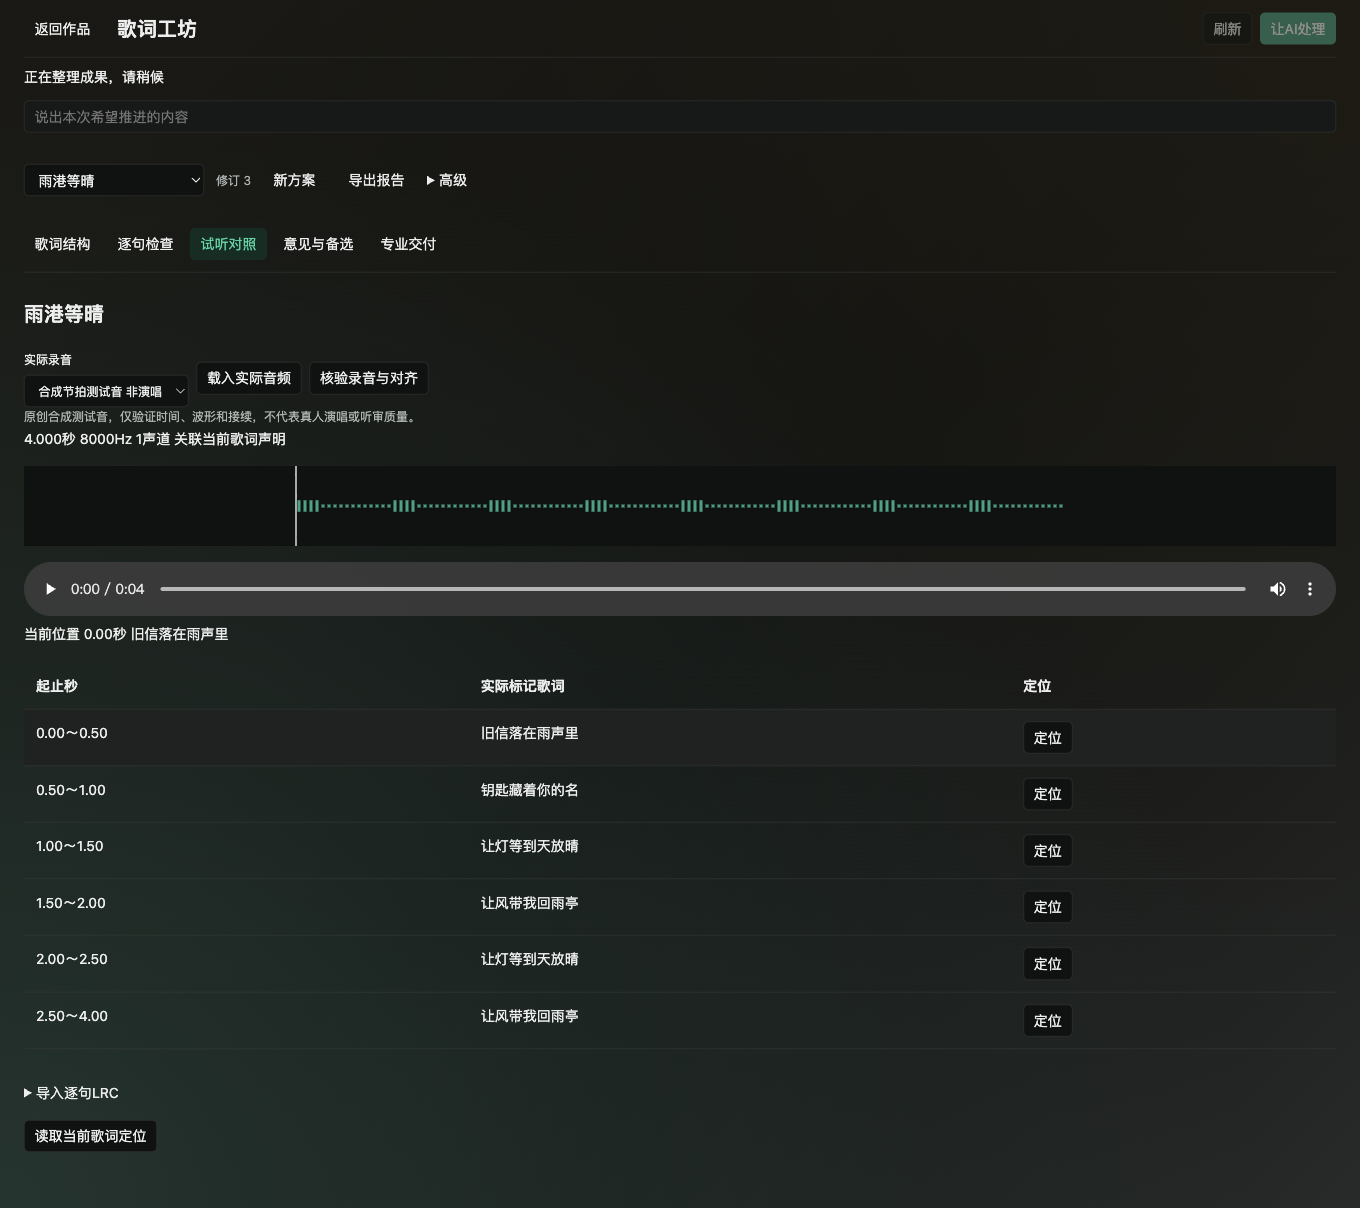 返回作品 歌词工坊 刷新 让AI处理
正在整理成果，请稍候
说出本次希望推进的内容
雨港等晴 修订 3 新方案 导出报告 ▶ 高级
歌词结构 逐句检查 试听对照 意见与备选 专业交付
雨港等晴
实际录音
合成节拍测试音 非演唱 载入实际音频 核验录音与对齐
原创合成测试音，仅验证时间、波形和接续，不代表真人演唱或听审质量。
4.000秒 8000Hz 1声道 关联当前歌词声明
0:00 / 0:04
当前位置 0.00秒 旧信落在雨声里
起止秒 实际标记歌词 定位
0.00～0.50 旧信落在雨声里 定位
0.50～1.00 钥匙藏着你的名 定位
1.00～1.50 让灯等到天放晴 定位
1.50～2.00 让风带我回雨亭 定位
2.00～2.50 让灯等到天放晴 定位
2.50～4.00 让风带我回雨亭 定位
▶ 导入逐句LRC
读取当前歌词定位